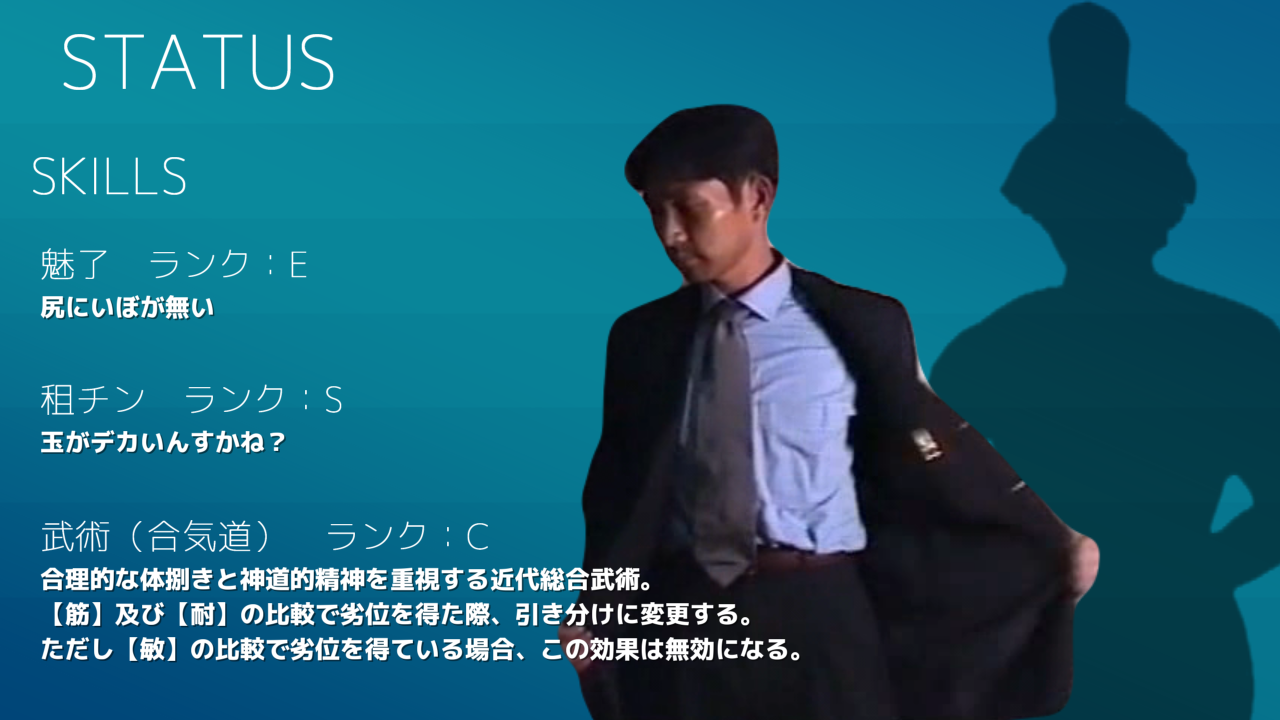 STATUS
SKILLS
魅了　ランク：E
尻にいぼが無い
租チン　ランク：S
玉がデカいんすかね？
武術（合気道）　ランク：C
合理的な体捌きと神道的精神を重視する近代総合武術。
【筋】及び【耐】の比較で劣位を得た際、引き分けに変更する。
ただし【敏】の比較で劣位を得ている場合、この効果は無効になる。